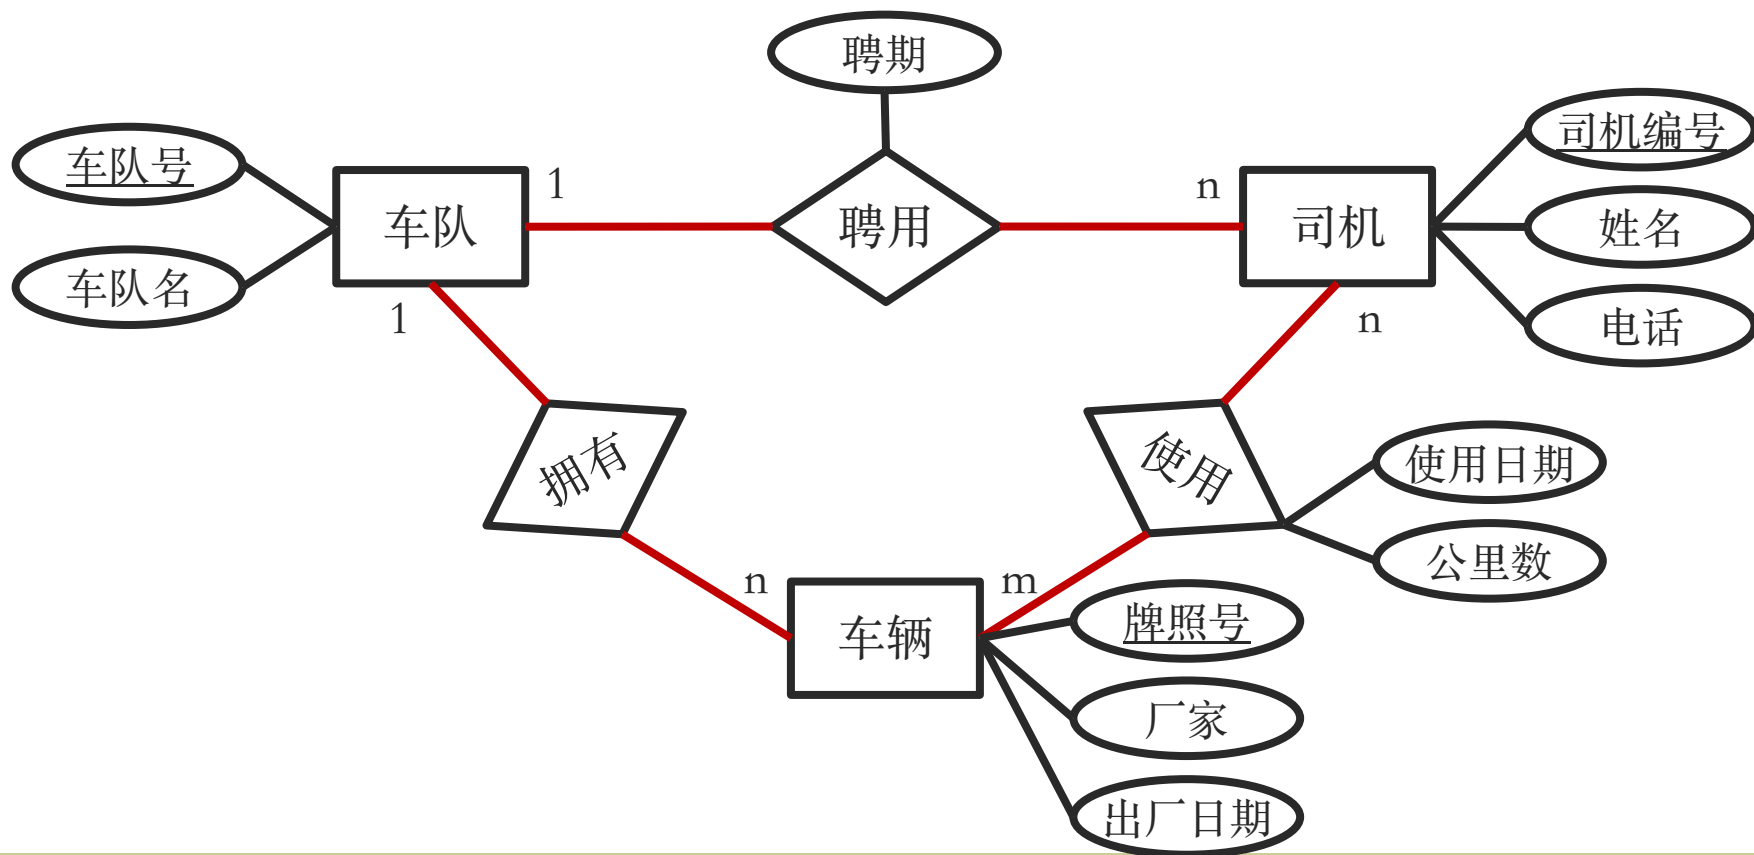 聘期
车队号
车队名
车队
1
聘用
n
司机
司机编号
姓名
电话
1
n
拥有
使用
使用日期
公里数
n
车辆
m
牌照号
厂家
出厂日期